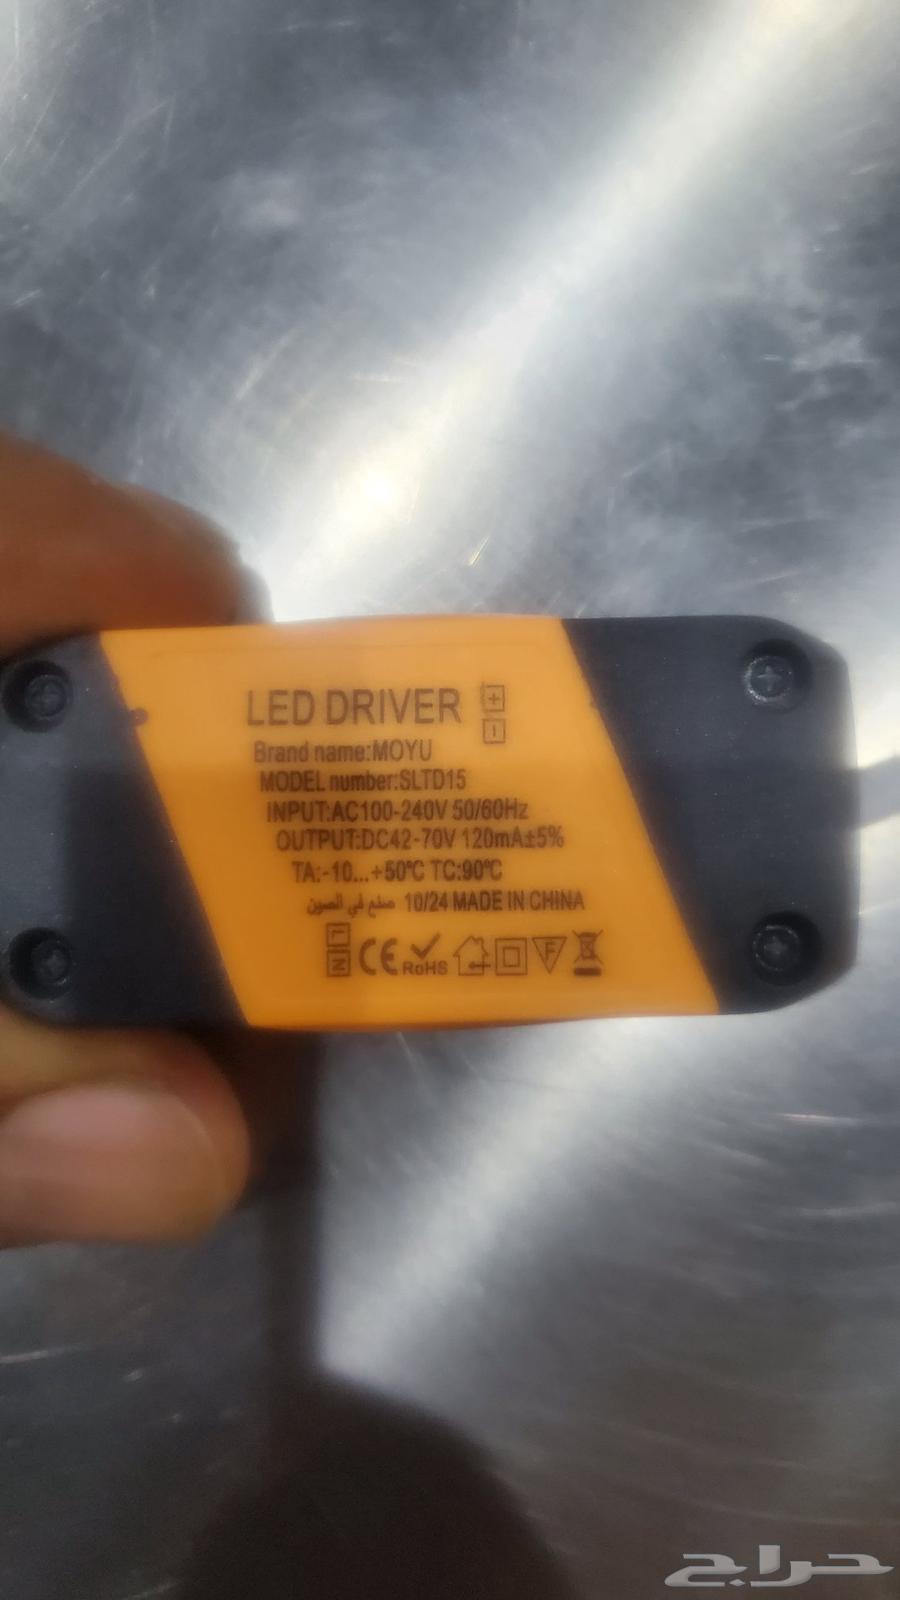 LED DRIVER + -
Brand name:MOYU
MODEL number:SLTD15
INPUT:AC100-240V 50/60Hz
OUTPUT:DC42-70V 120mA±5%
TA:-10...+50℃ TC:90℃
صنع في الصين 10/24 MADE IN CHINA
L N CE RoHS F
حراج